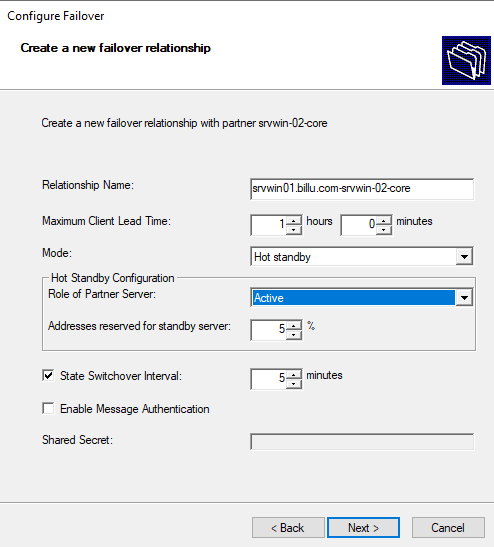 Configure Failover
Create a new failover relationship
Create a new failover relationship with partner srvwin-02-core
Relationship Name: srvwin01.billu.com-srvwin-02-core
Maximum Client Lead Time: 1 hours 0 minutes
Mode: Hot standby
Hot Standby Configuration
Role of Partner Server: Active
Addresses reserved for standby server: 5 %
State Switchover Interval: 5 minutes
Enable Message Authentication
Shared Secret:
< Back Next > Cancel